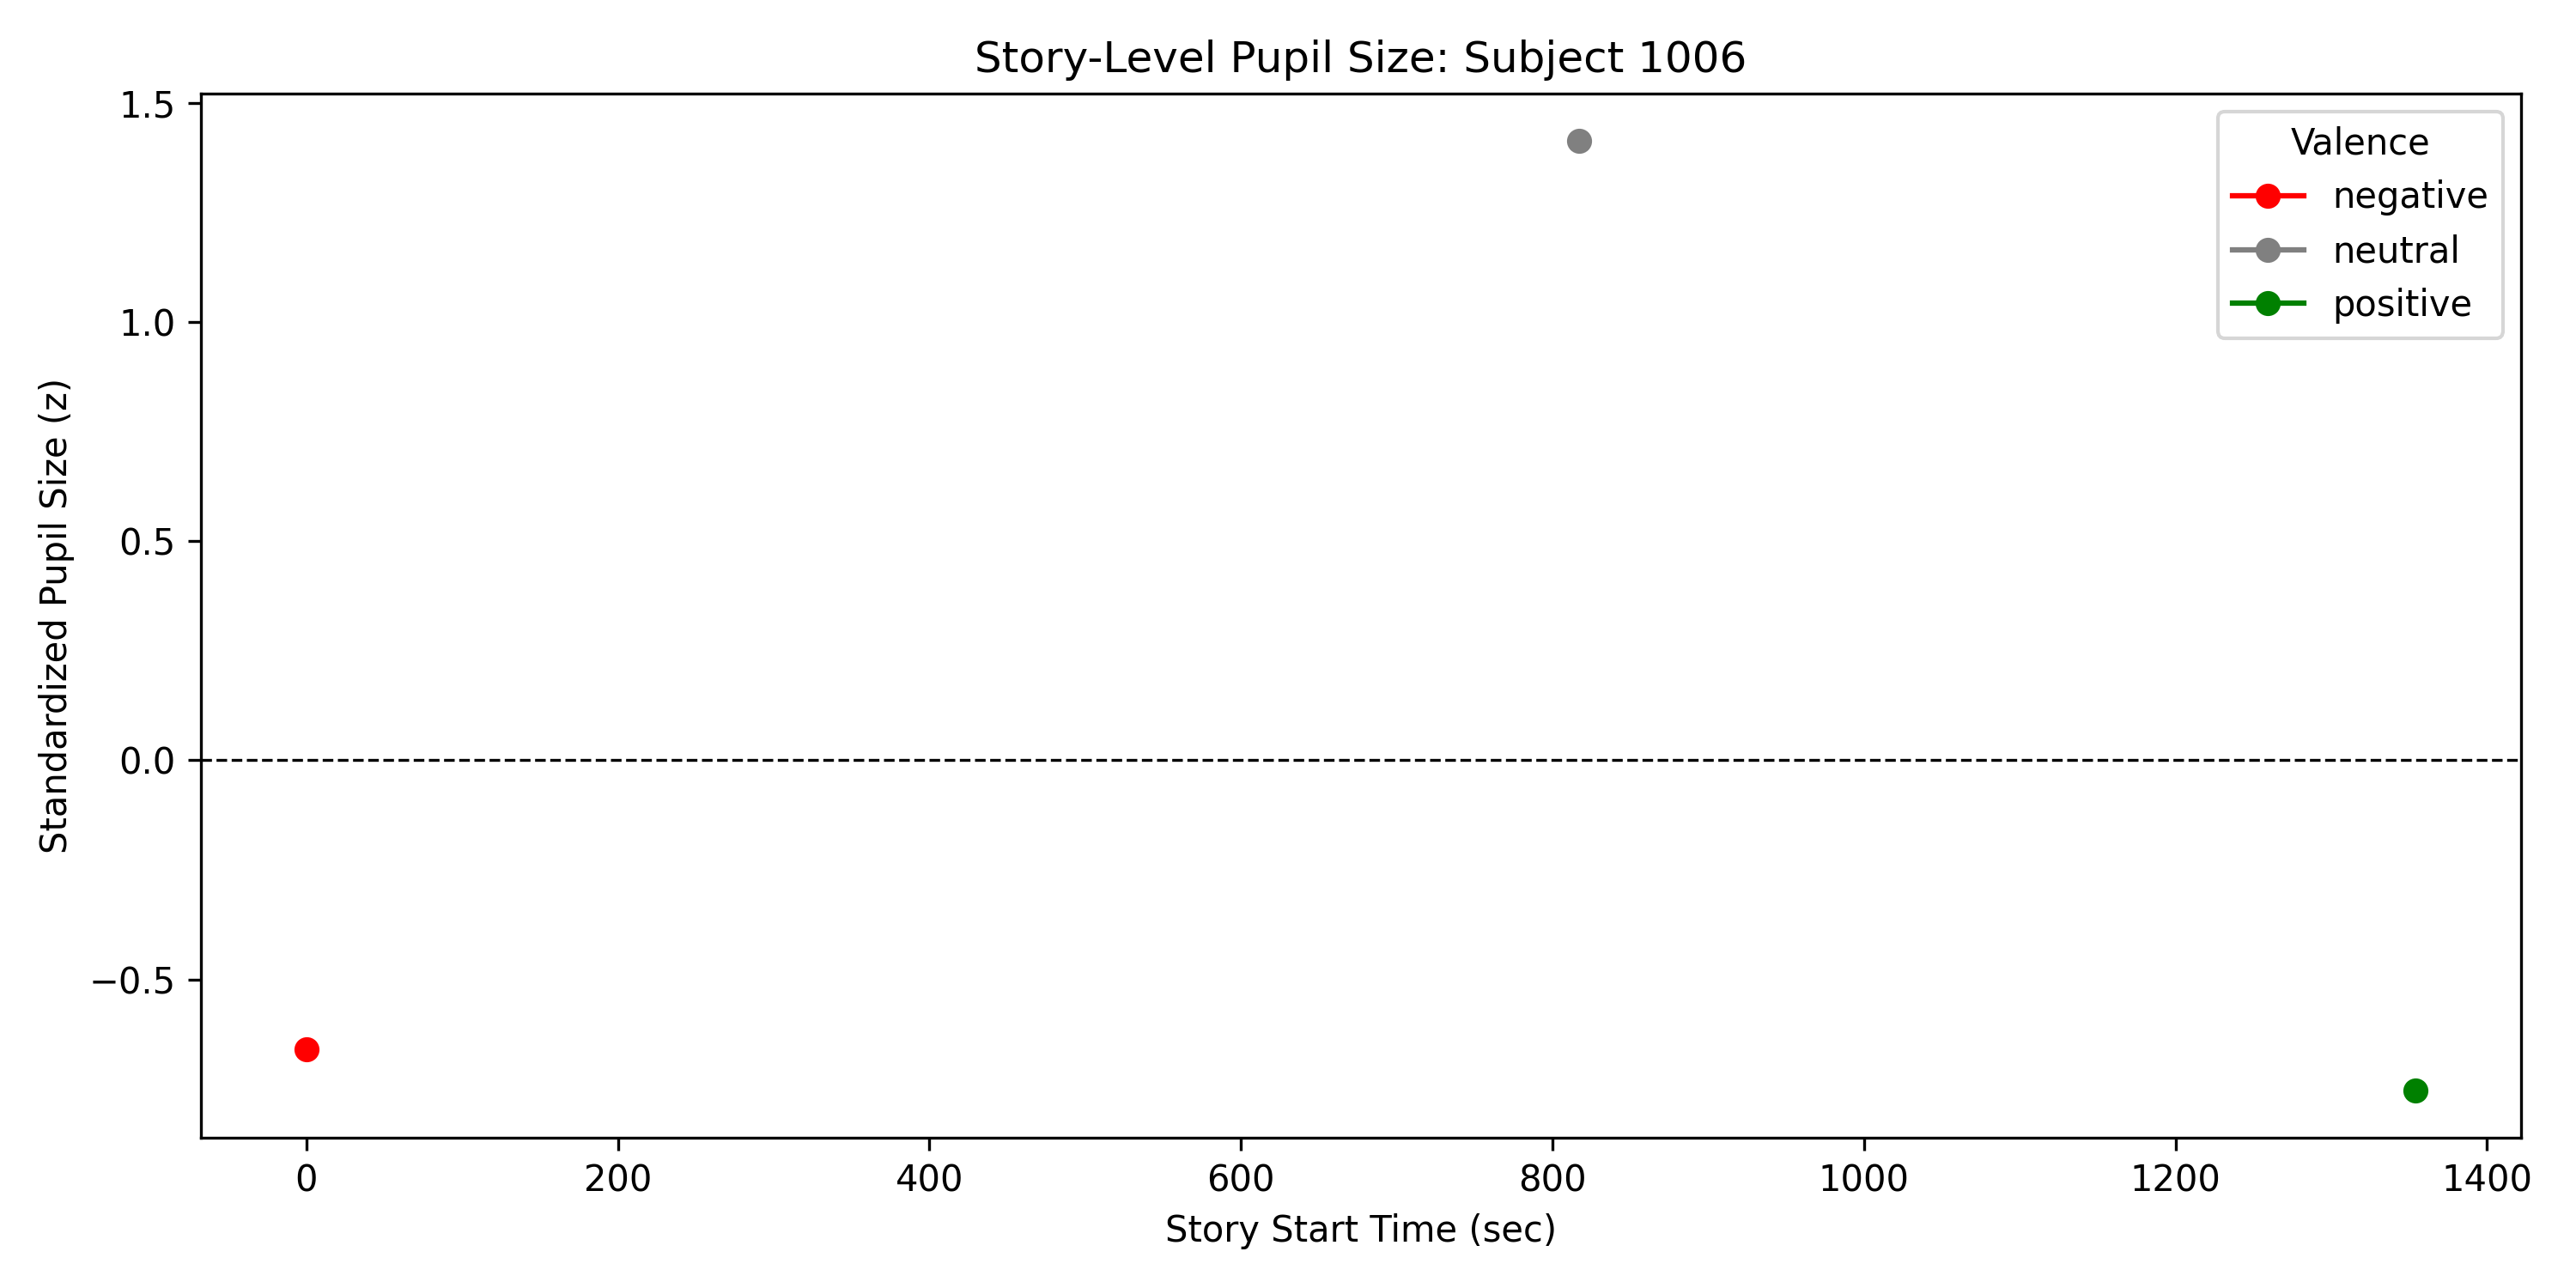 Story-Level Pupil Size: Subject 1006
Standardized Pupil Size (z)
1.5
1.0
0.5
0.0
−0.5
Valence
negative
neutral
positive
0 200 400 600 800 1000 1200 1400
Story Start Time (sec)